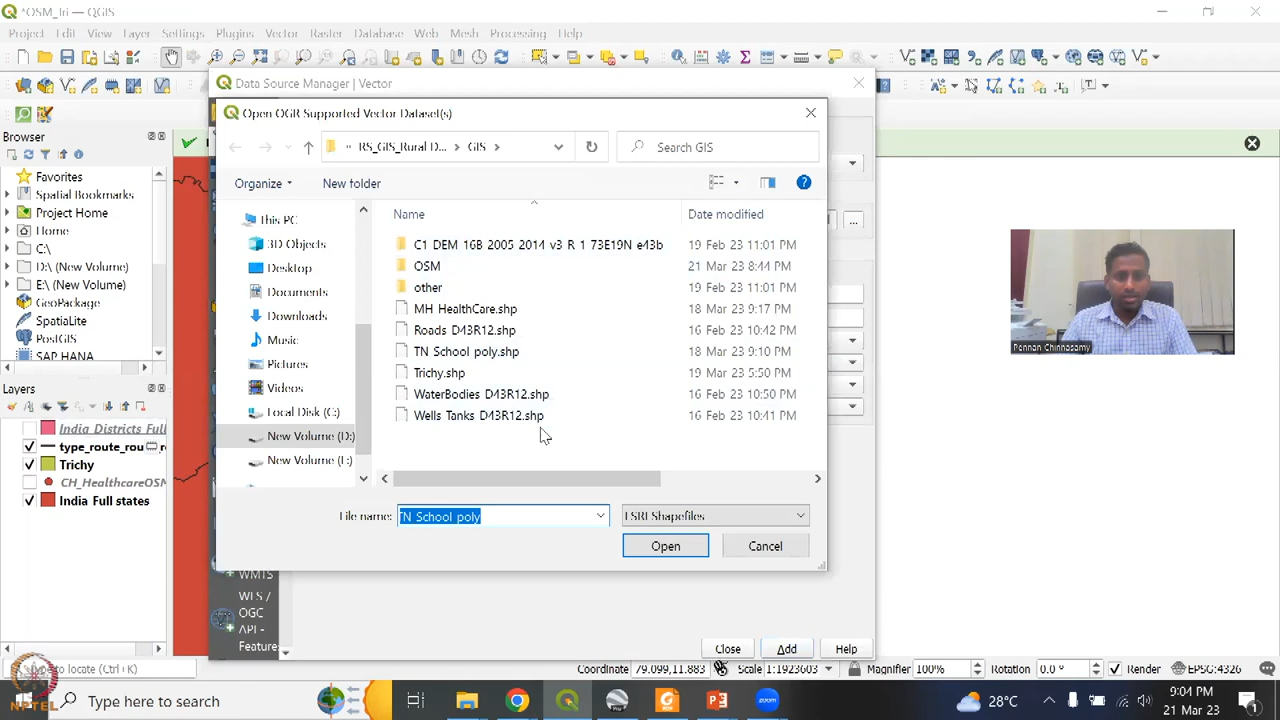 *OSM_tri — QGIS
Project Edit View Layer Settings Plugins Vector Raster Database Web Mesh Processing Help
Data Source Manager | Vector
Open OGR Supported Vector Dataset(s)
Browser
« RS_GIS_Rural D... > GIS >
Search GIS
Favorites
Spatial Bookmarks
Project Home
Home
C:\
D:\ (New Volume)
E:\ (New Volume)
GeoPackage
SpatiaLite
PostGIS
SAP HANA
Organize
New folder
This PC
3D Objects
Desktop
Documents
Downloads
Music
Pictures
Videos
Local Disk (C:)
New Volume (D:)
Name
Date modified
C1 DEM 16B 2005 2014 v3 R 1 73E19N e43b 19 Feb 23 11:01 PM
OSM 21 Mar 23 8:44 PM
other 19 Feb 23 11:01 PM
MH HealthCare.shp 18 Mar 23 9:17 PM
Roads D43R12.shp 16 Feb 23 10:42 PM
TN School poly.shp 18 Mar 23 9:10 PM
Trichy.shp 19 Mar 23 5:50 PM
WaterBodies D43R12.shp 16 Feb 23 10:50 PM
Wells Tanks D43R12.shp 16 Feb 23 10:41 PM
Pennan Chinnasamy
Layers
India_Districts_Full
type_route_rou
Trichy
CH_HealthcareOSM
India Full states
File name: TN School poly
ESRI Shapefiles
Open
Cancel
WMTS
WFS /
OGC
API -
Feature
Close Add Help
to locate (Ctrl+K)
Coordinate 79.099,11.883 Scale 1:1923603 Magnifier 100% Rotation 0.0 ° Render EPSG:4326
NPTEL
Type here to search
28°C
9:04 PM
21 Mar 23
1